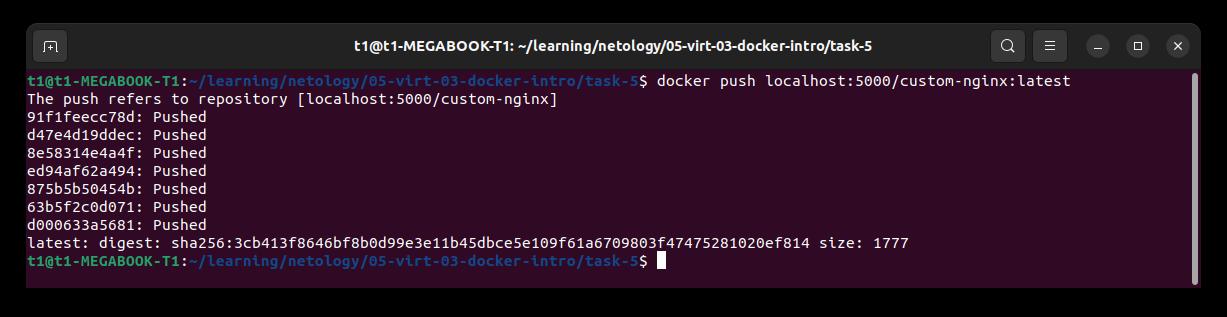 t1@t1-MEGABOOK-T1: ~/learning/netology/05-virt-03-docker-intro/task-5
t1@t1-MEGABOOK-T1:~/learning/netology/05-virt-03-docker-intro/task-5$ docker push localhost:5000/custom-nginx:latest
The push refers to repository [localhost:5000/custom-nginx]
91f1feecc78d: Pushed
d47e4d19ddec: Pushed
8e58314e4a4f: Pushed
ed94af62a494: Pushed
875b5b50454b: Pushed
63b5f2c0d071: Pushed
d000633a5681: Pushed
latest: digest: sha256:3cb413f8646bf8b0d99e3e11b45dbce5e109f61a6709803f47475281020ef814 size: 1777
t1@t1-MEGABOOK-T1:~/learning/netology/05-virt-03-docker-intro/task-5$